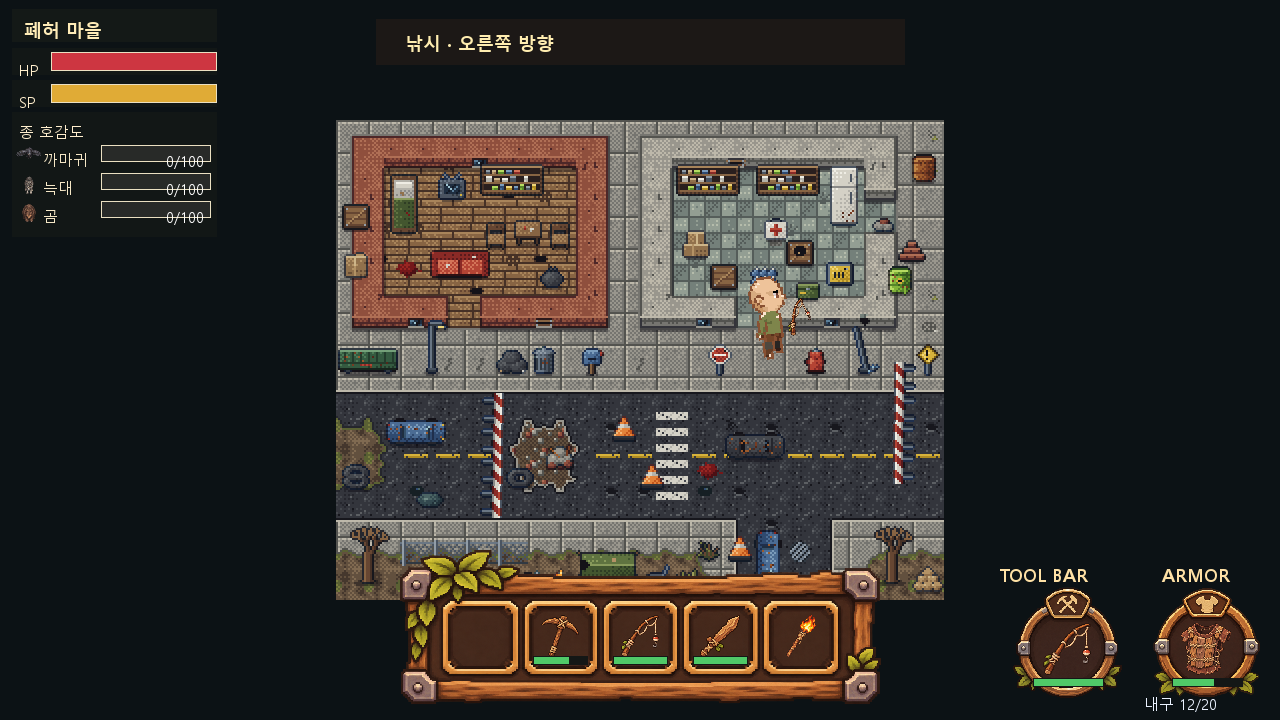 폐허 마을
낚시 · 오른쪽 방향
HP
SP
종 호감도
까마귀 0/100
늑대 0/100
곰 0/100
TOOL BAR
ARMOR
내구 12/20